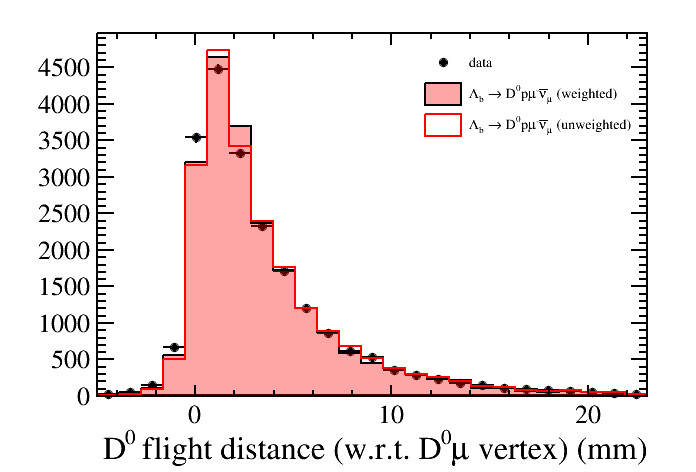 4500
4000
3500
3000
2500
2000
1500
1000
500
0
data
Λb → D⁰pμ ν̅μ (weighted)
Λb → D⁰pμ ν̅μ (unweighted)
0 10 20
D⁰ flight distance (w.r.t. D⁰μ vertex) (mm)